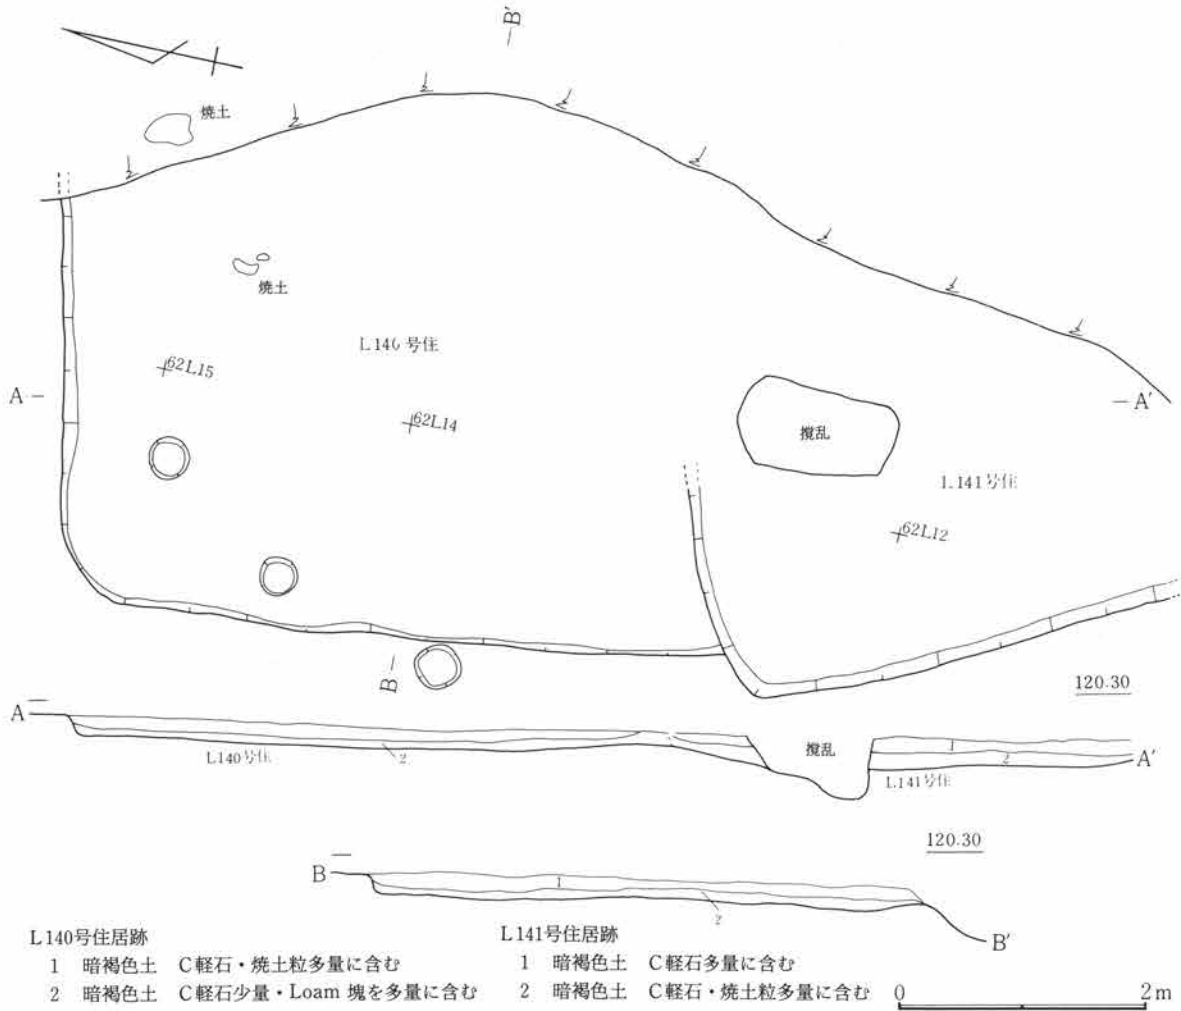 B′
焼土
焼土
L140号住
62L15
62L14
A
A′
撹乱
L141号住
62L12
B
120.30
A
L140号住
2
撹乱
1
2
A′
L141号住
120.30
B
1
2
B′
L140号住居跡
1 暗褐色土 C軽石・焼土粒多量に含む
2 暗褐色土 C軽石少量・Loam 塊を多量に含む
L141号住居跡
1 暗褐色土 C軽石多量に含む
2 暗褐色土 C軽石・焼土粒多量に含む
0 2m